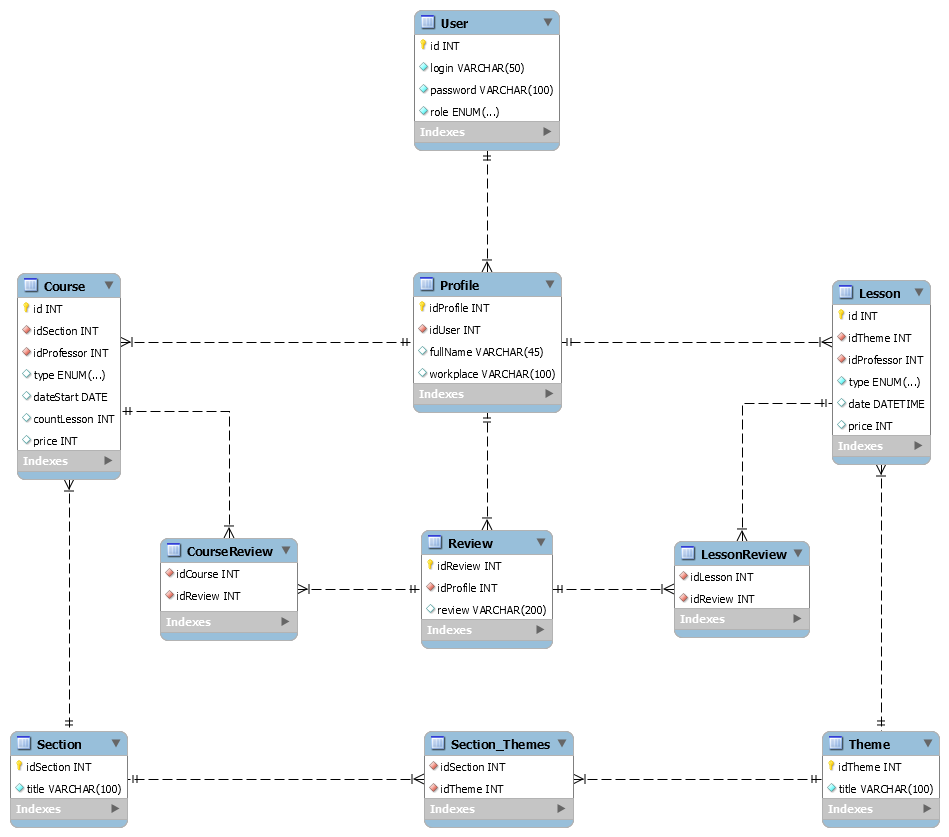 User
id INT
login VARCHAR(50)
password VARCHAR(100)
role ENUM(...)
Indexes
Course
id INT
idSection INT
idProfessor INT
type ENUM(...)
dateStart DATE
countLesson INT
price INT
Indexes
Profile
idProfile INT
idUser INT
fullName VARCHAR(45)
workplace VARCHAR(100)
Indexes
Lesson
id INT
idTheme INT
idProfessor INT
type ENUM(...)
date DATETIME
price INT
Indexes
CourseReview
idCourse INT
idReview INT
Indexes
Review
idReview INT
idProfile INT
review VARCHAR(200)
Indexes
LessonReview
idLesson INT
idReview INT
Indexes
Section
idSection INT
title VARCHAR(100)
Indexes
Section_Themes
idSection INT
idTheme INT
Indexes
Theme
idTheme INT
title VARCHAR(100)
Indexes